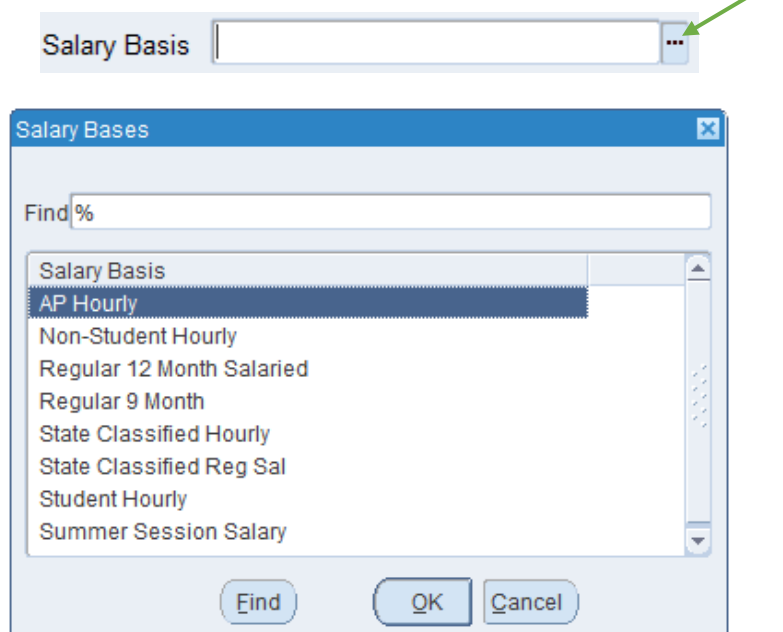 Salary Basis ...
Salary Bases
Find %
Salary Basis
AP Hourly
Non-Student Hourly
Regular 12 Month Salaried
Regular 9 Month
State Classified Hourly
State Classified Reg Sal
Student Hourly
Summer Session Salary
Find OK Cancel